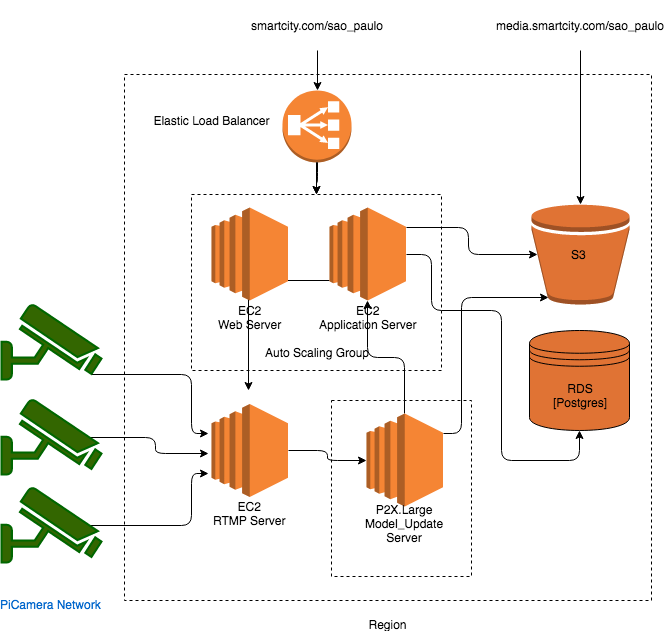 smartcity.com/sao_paulo
media.smartcity.com/sao_paulo
Elastic Load Balancer
S3
EC2
Web Server
EC2
Application Server
Auto Scaling Group
RDS
[Postgres]
EC2
RTMP Server
P2X.Large
Model_Update
Server
PiCamera Network
Region